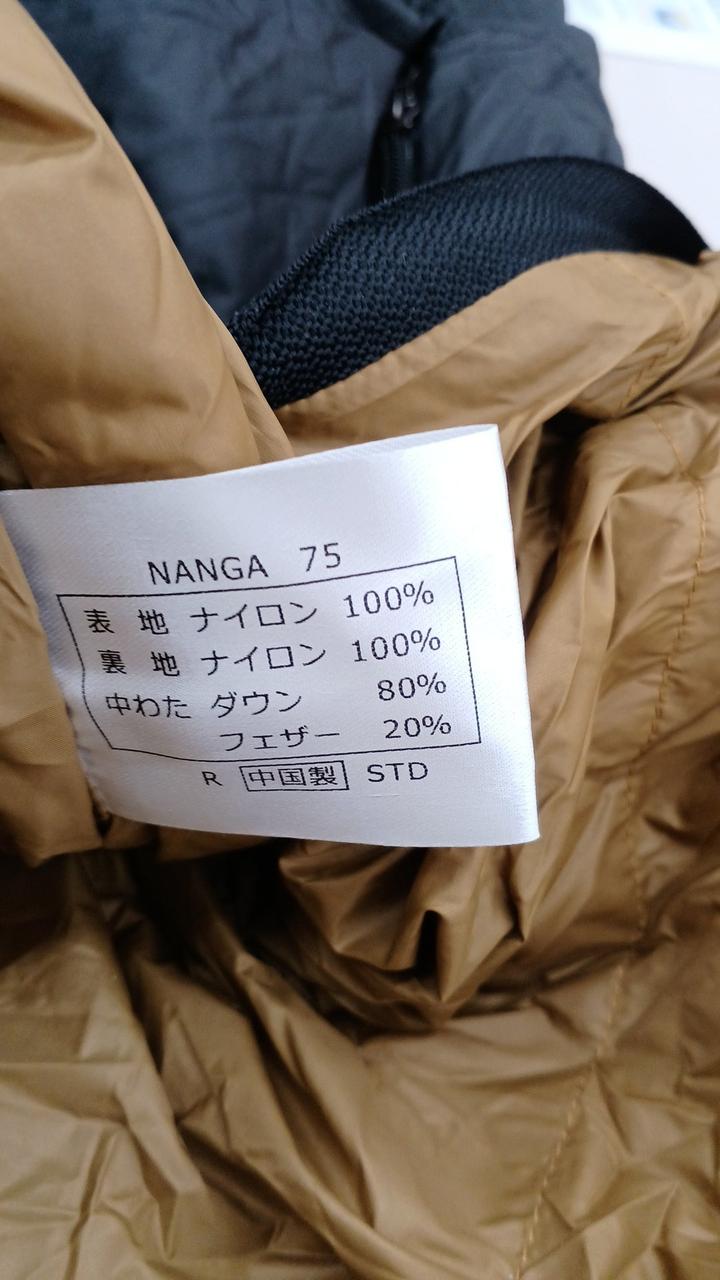 NANGA 75
表 地 ナイロン 100%
裏 地 ナイロン 100%
中わた ダウン 80%
フェザー 20%
R 中国製 STD